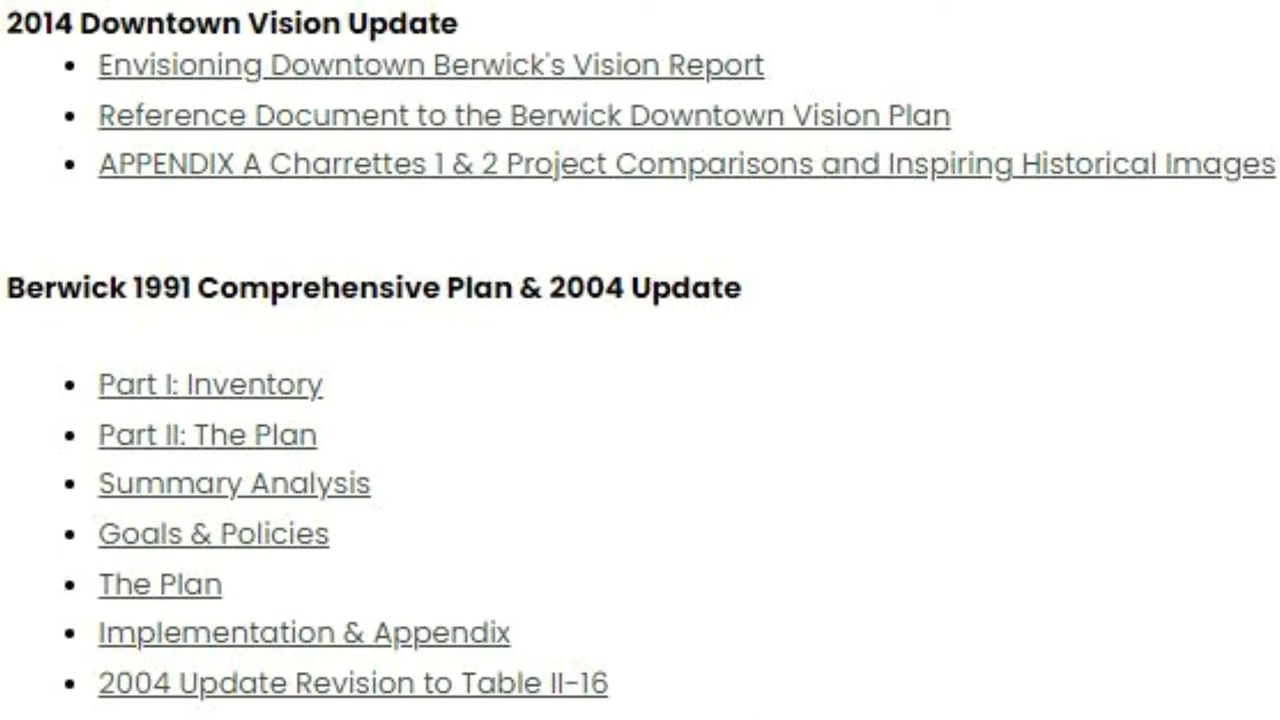 2014 Downtown Vision Update
• Envisioning Downtown Berwick's Vision Report
• Reference Document to the Berwick Downtown Vision Plan
• APPENDIX A Charrettes 1 & 2 Project Comparisons and Inspiring Historical Images
Berwick 1991 Comprehensive Plan & 2004 Update
• Part I: Inventory
• Part II: The Plan
• Summary Analysis
• Goals & Policies
• The Plan
• Implementation & Appendix
• 2004 Update Revision to Table II-16